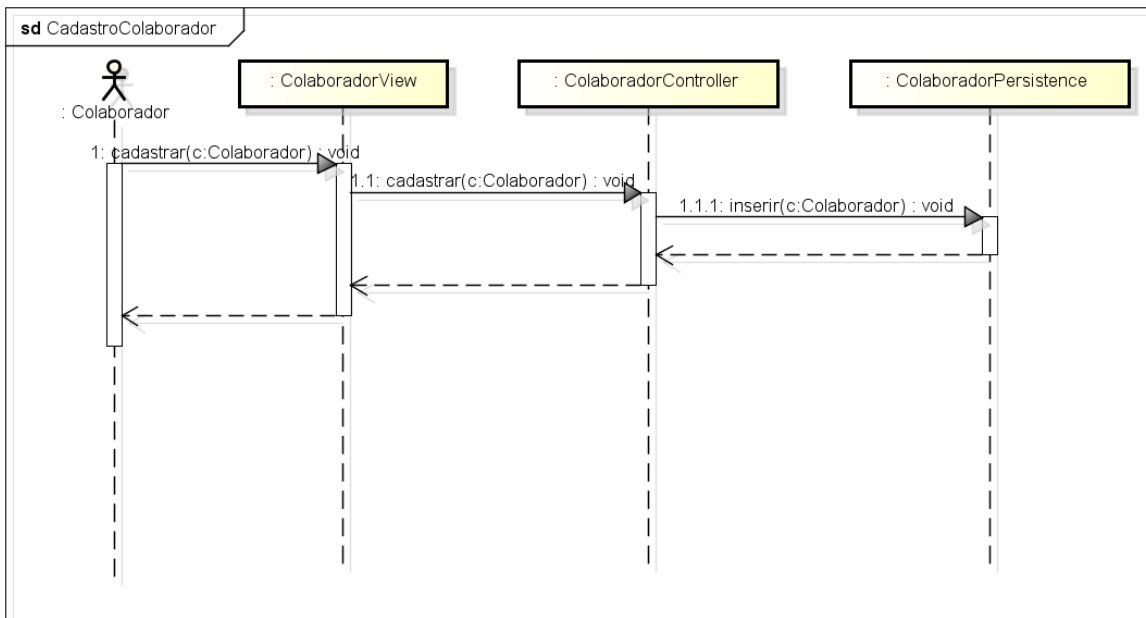 sd CadastroColaborador
: Colaborador
: ColaboradorView
: ColaboradorController
: ColaboradorPersistence
1: cadastrar(c:Colaborador) : void
1.1: cadastrar(c:Colaborador) : void
1.1.1: inserir(c:Colaborador) : void